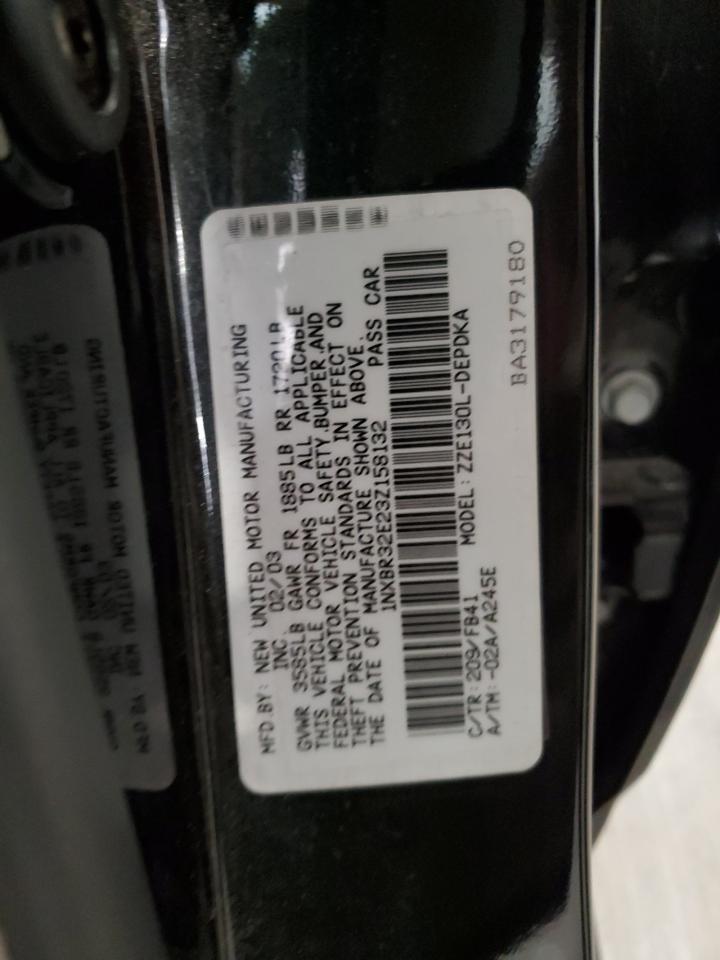 MFD.BY: NEW UNITED MOTOR MANUFACTURING
INC. 02/03
GVWR 3585LB GAWR FR 1885LB RR 1720LB
THIS VEHICLE CONFORMS TO ALL APPLICABLE
FEDERAL MOTOR VEHICLE SAFETY,BUMPER,AND
THEFT PREVENTION STANDARDS IN EFFECT ON
THE DATE OF MANUFACTURE SHOWN ABOVE.
1NXBR32E23Z158132 PASS CAR
C/TR:209/FB41 MODEL:ZZE130L-DEPDKA
A/TM:-02A/A245E
BA3179180